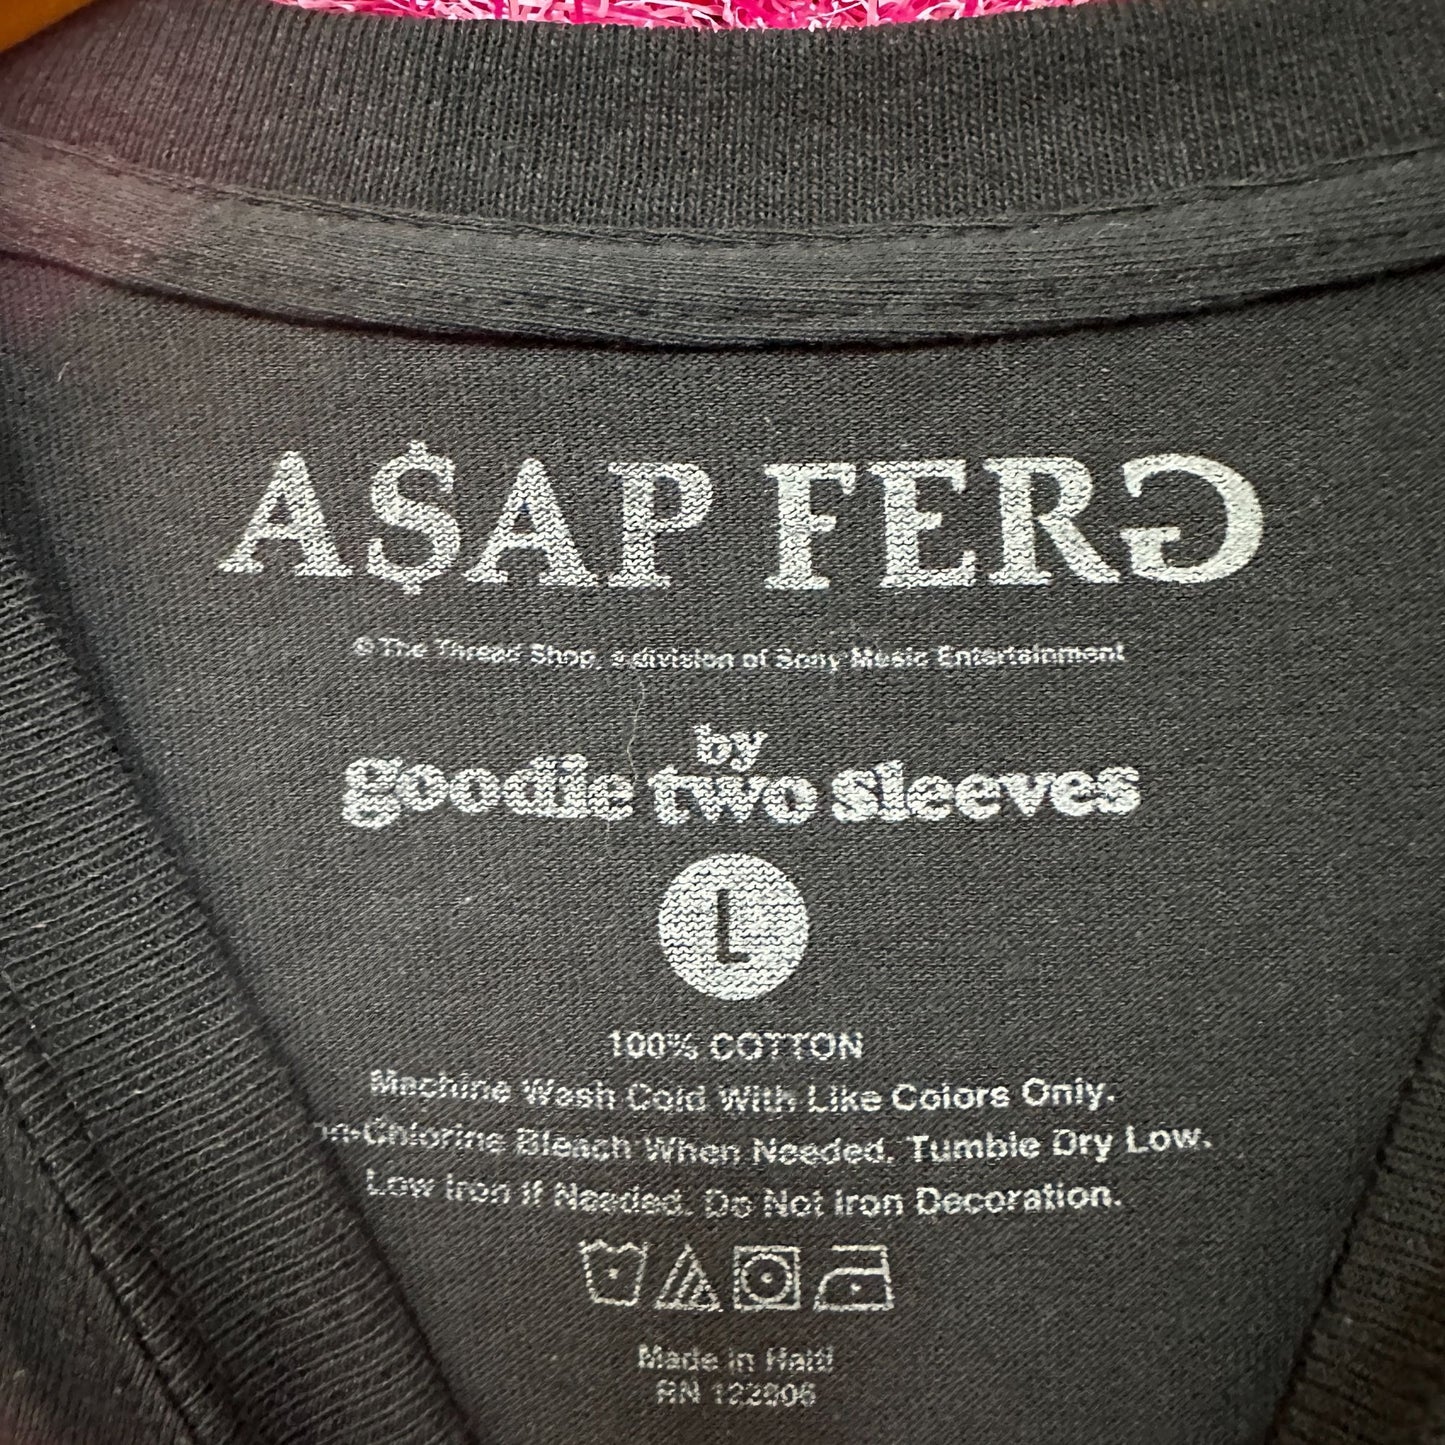 A$AP FERG
© The Thread Shop, a division of Sony Music Entertainment
by
goodie two sleeves
L
100% COTTON
Machine Wash Cold With Like Colors Only.
Chlorine Bleach When Needed. Tumble Dry Low.
Low Iron If Needed. Do Not Iron Decoration.
Made in Haiti
RN 122906